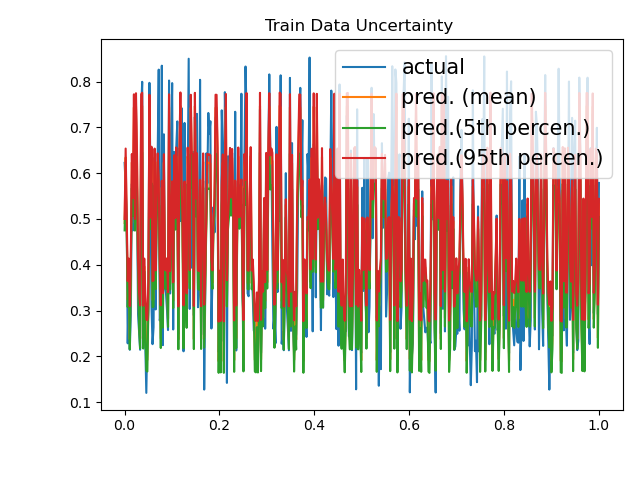 Train Data Uncertainty
actual
pred. (mean)
pred.(5th percen.)
pred.(95th percen.)
0.8
0.7
0.6
0.5
0.4
0.3
0.2
0.1
0.0 0.2 0.4 0.6 0.8 1.0